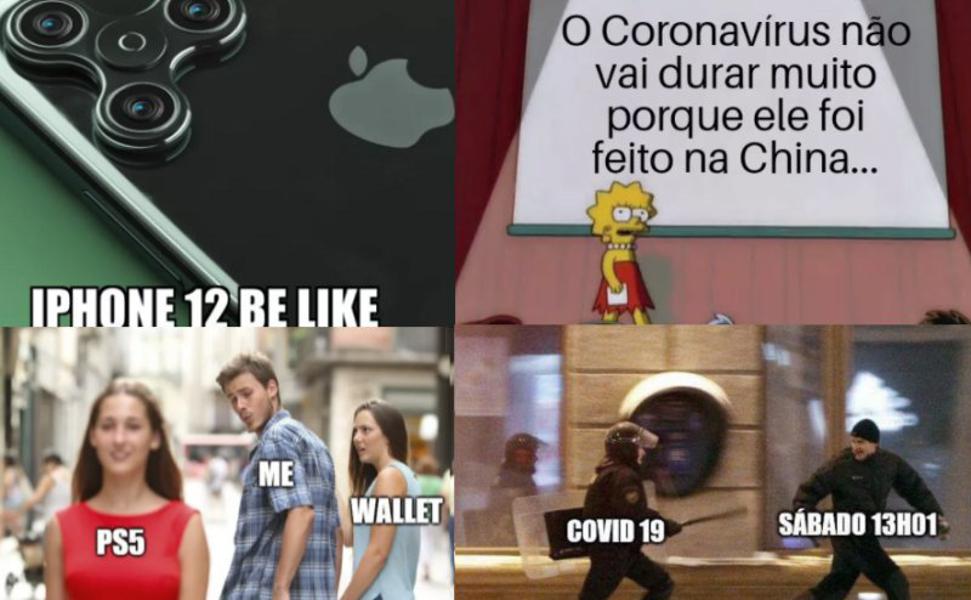 O Coronavírus não
vai durar muito
porque ele foi
feito na China...
IPHONE 12 BE LIKE
PS5
ME
WALLET
COVID 19
SÁBADO 13H01